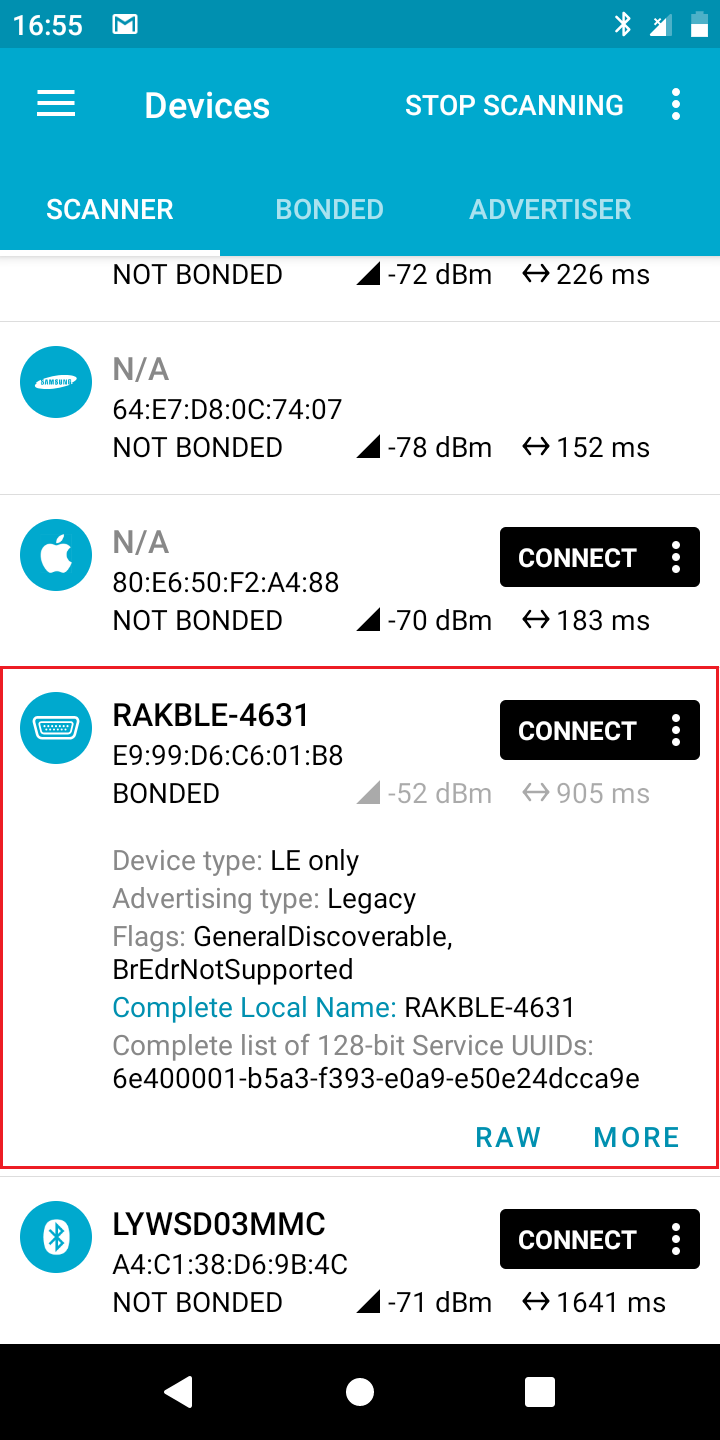 16:55
Devices STOP SCANNING
SCANNER BONDED ADVERTISER
NOT BONDED -72 dBm 226 ms
SAMSUNG
N/A
64:E7:D8:0C:74:07
NOT BONDED -78 dBm 152 ms
N/A
CONNECT
80:E6:50:F2:A4:88
NOT BONDED -70 dBm 183 ms
RAKBLE-4631
CONNECT
E9:99:D6:C6:01:B8
BONDED -52 dBm 905 ms
Device type: LE only
Advertising type: Legacy
Flags: GeneralDiscoverable,
BrEdrNotSupported
Complete Local Name: RAKBLE-4631
Complete list of 128-bit Service UUIDs:
6e400001-b5a3-f393-e0a9-e50e24dcca9e
RAW MORE
LYWSD03MMC
CONNECT
A4:C1:38:D6:9B:4C
NOT BONDED -71 dBm 1641 ms